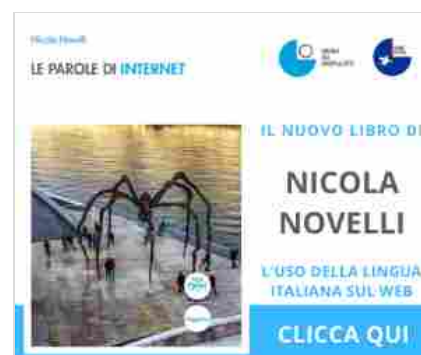 Nicola Novelli
LE PAROLE DI INTERNET
IL NUOVO LIBRO DI
NICOLA
NOVELLI
L'USO DELLA LINGUA
ITALIANA SUL WEB
CLICCA QUI